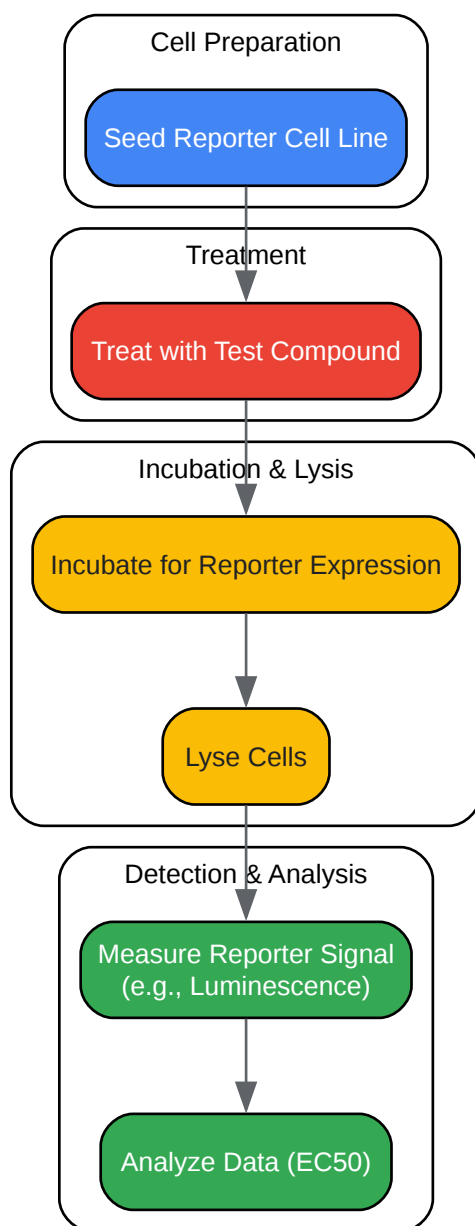 Cell Preparation
Seed Reporter Cell Line
Treatment
Treat with Test Compound
Incubation & Lysis
Incubate for Reporter Expression
Lyse Cells
Detection & Analysis
Measure Reporter Signal
(e.g., Luminescence)
Analyze Data (EC50)